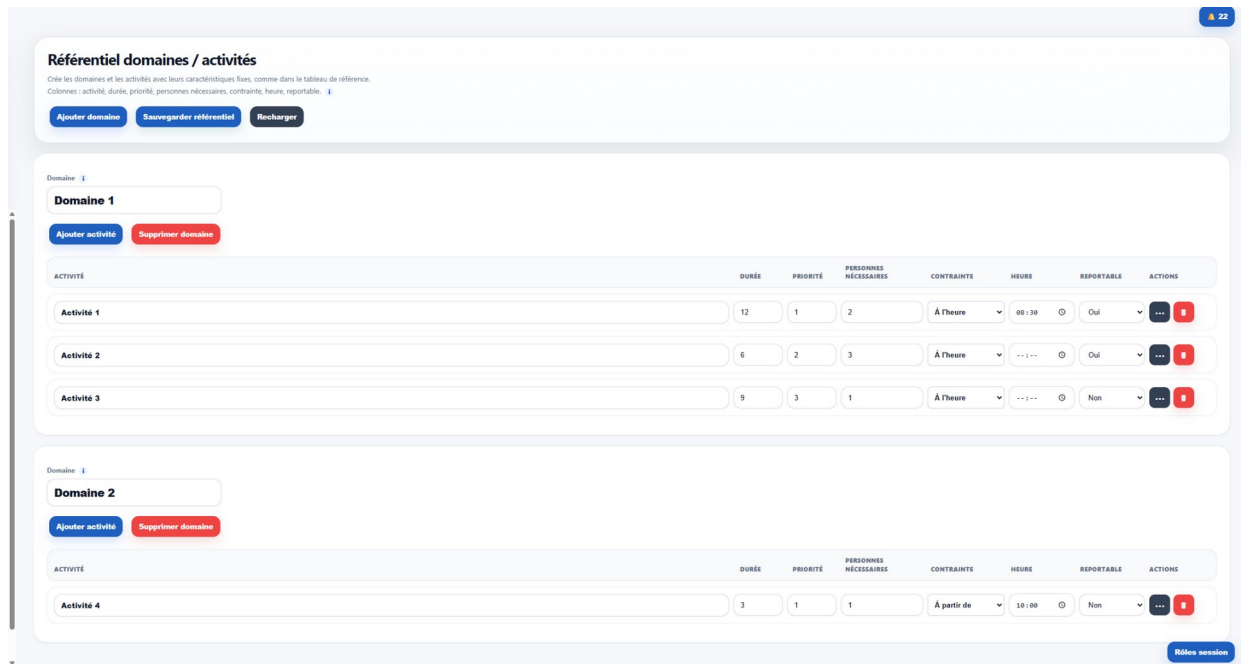 22
Référentiel domaines / activités
Crée les domaines et les activités avec leurs caractéristiques fixes, comme dans le tableau de référence.
Colonnes : activité, durée, priorité, personnes nécessaires, contrainte, heure, reportable. i
Ajouter domaine Sauvegarder référentiel Recharger
Domaine i
Domaine 1
Ajouter activité Supprimer domaine
ACTIVITÉ DURÉE PRIORITÉ PERSONNES NÉCESSAIRES CONTRAINTE HEURE REPORTABLE ACTIONS
Activité 1 12 1 2 À l'heure 08:30 Oui ...
Activité 2 6 2 3 À l'heure --:-- Oui ...
Activité 3 9 3 1 À l'heure --:-- Non ...
Domaine i
Domaine 2
Ajouter activité Supprimer domaine
ACTIVITÉ DURÉE PRIORITÉ PERSONNES NÉCESSAIRES CONTRAINTE HEURE REPORTABLE ACTIONS
Activité 4 3 1 1 À partir de 10:00 Non ...
Rôles session